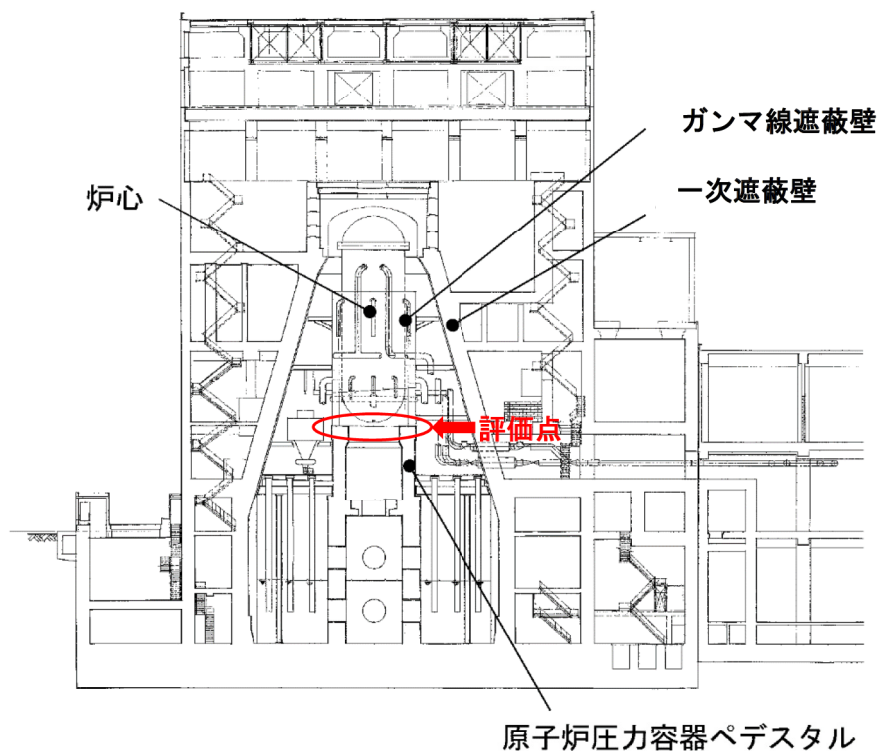 ガンマ線遮蔽壁
一次遮蔽壁
炉心
評価点
原子炉圧力容器ペデスタル